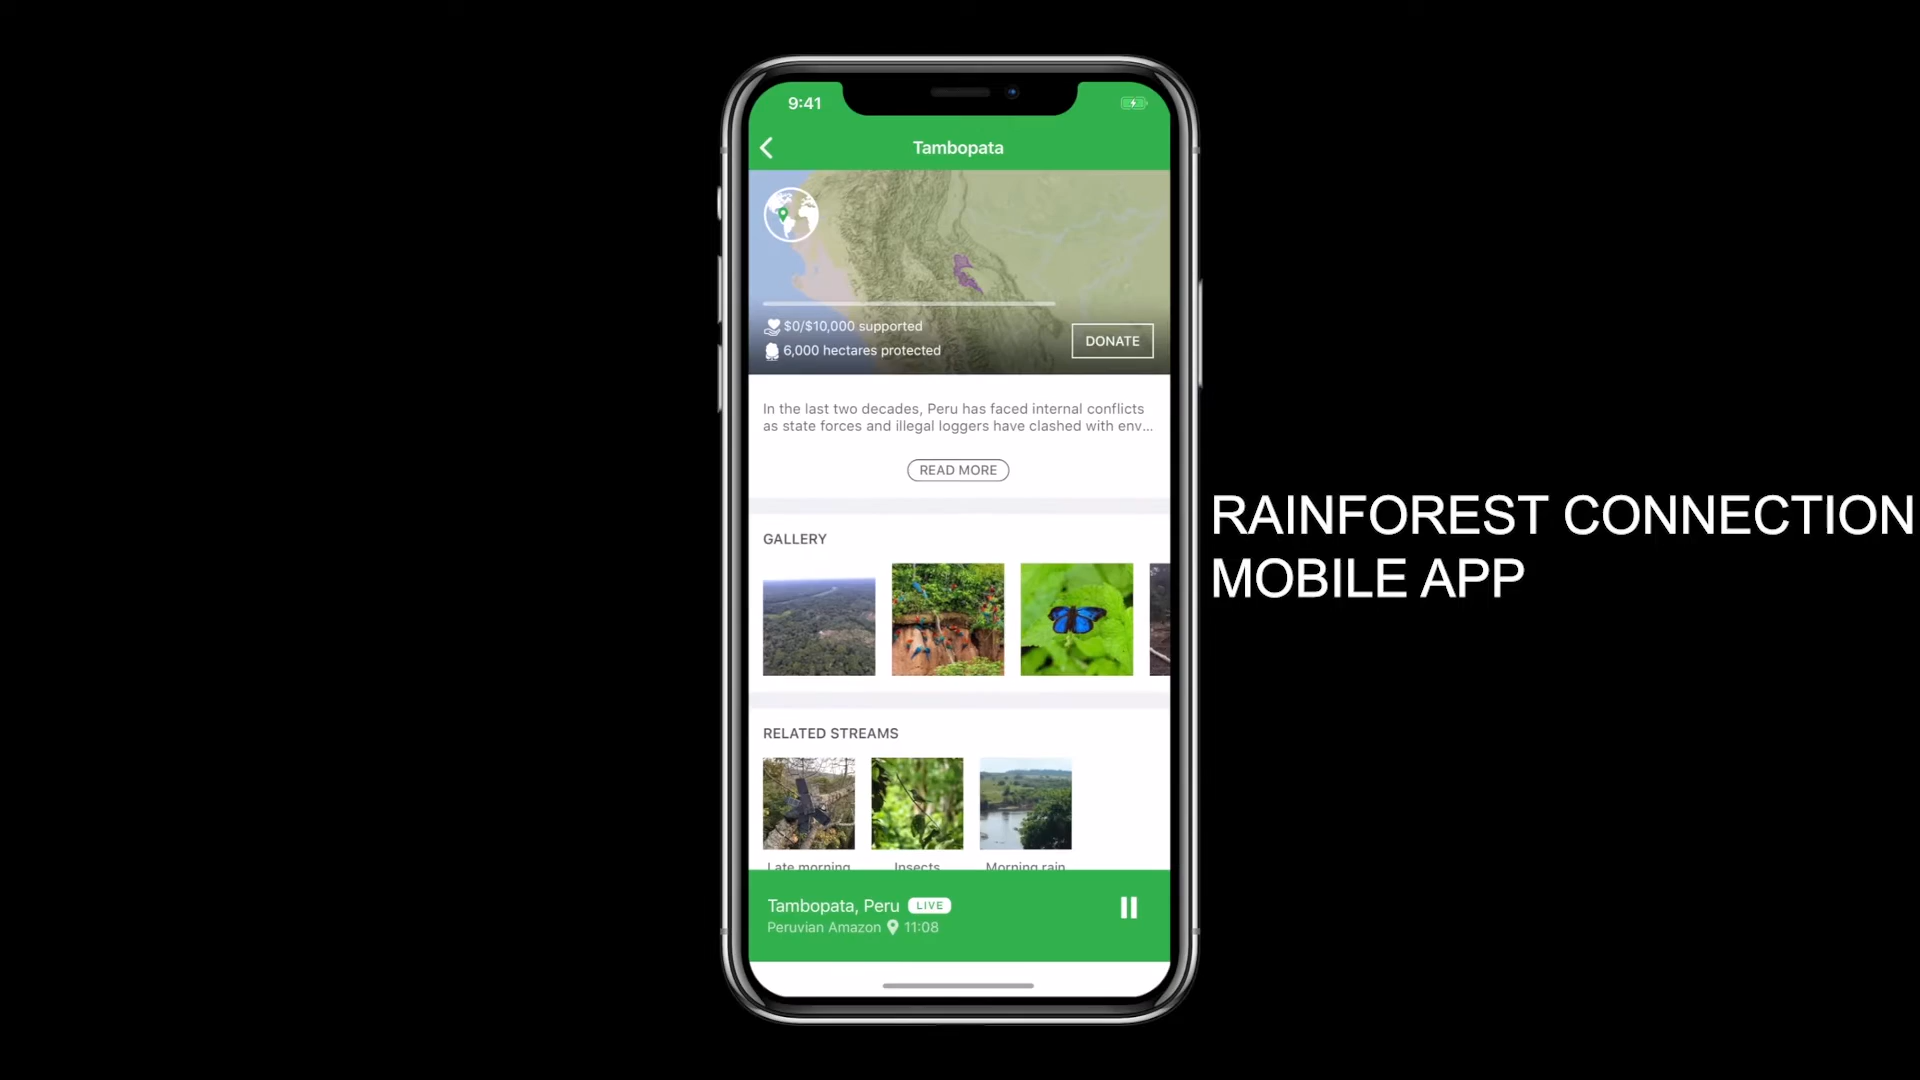 9:41
Tambopata
$0/$10,000 supported
6,000 hectares protected
DONATE
In the last two decades, Peru has faced internal conflicts
as state forces and illegal loggers have clashed with env...
READ MORE
GALLERY
RELATED STREAMS
Late morning
Insects
Morning rain
Tambopata, Peru LIVE
Peruvian Amazon 11:08
RAINFOREST CONNECTION
MOBILE APP